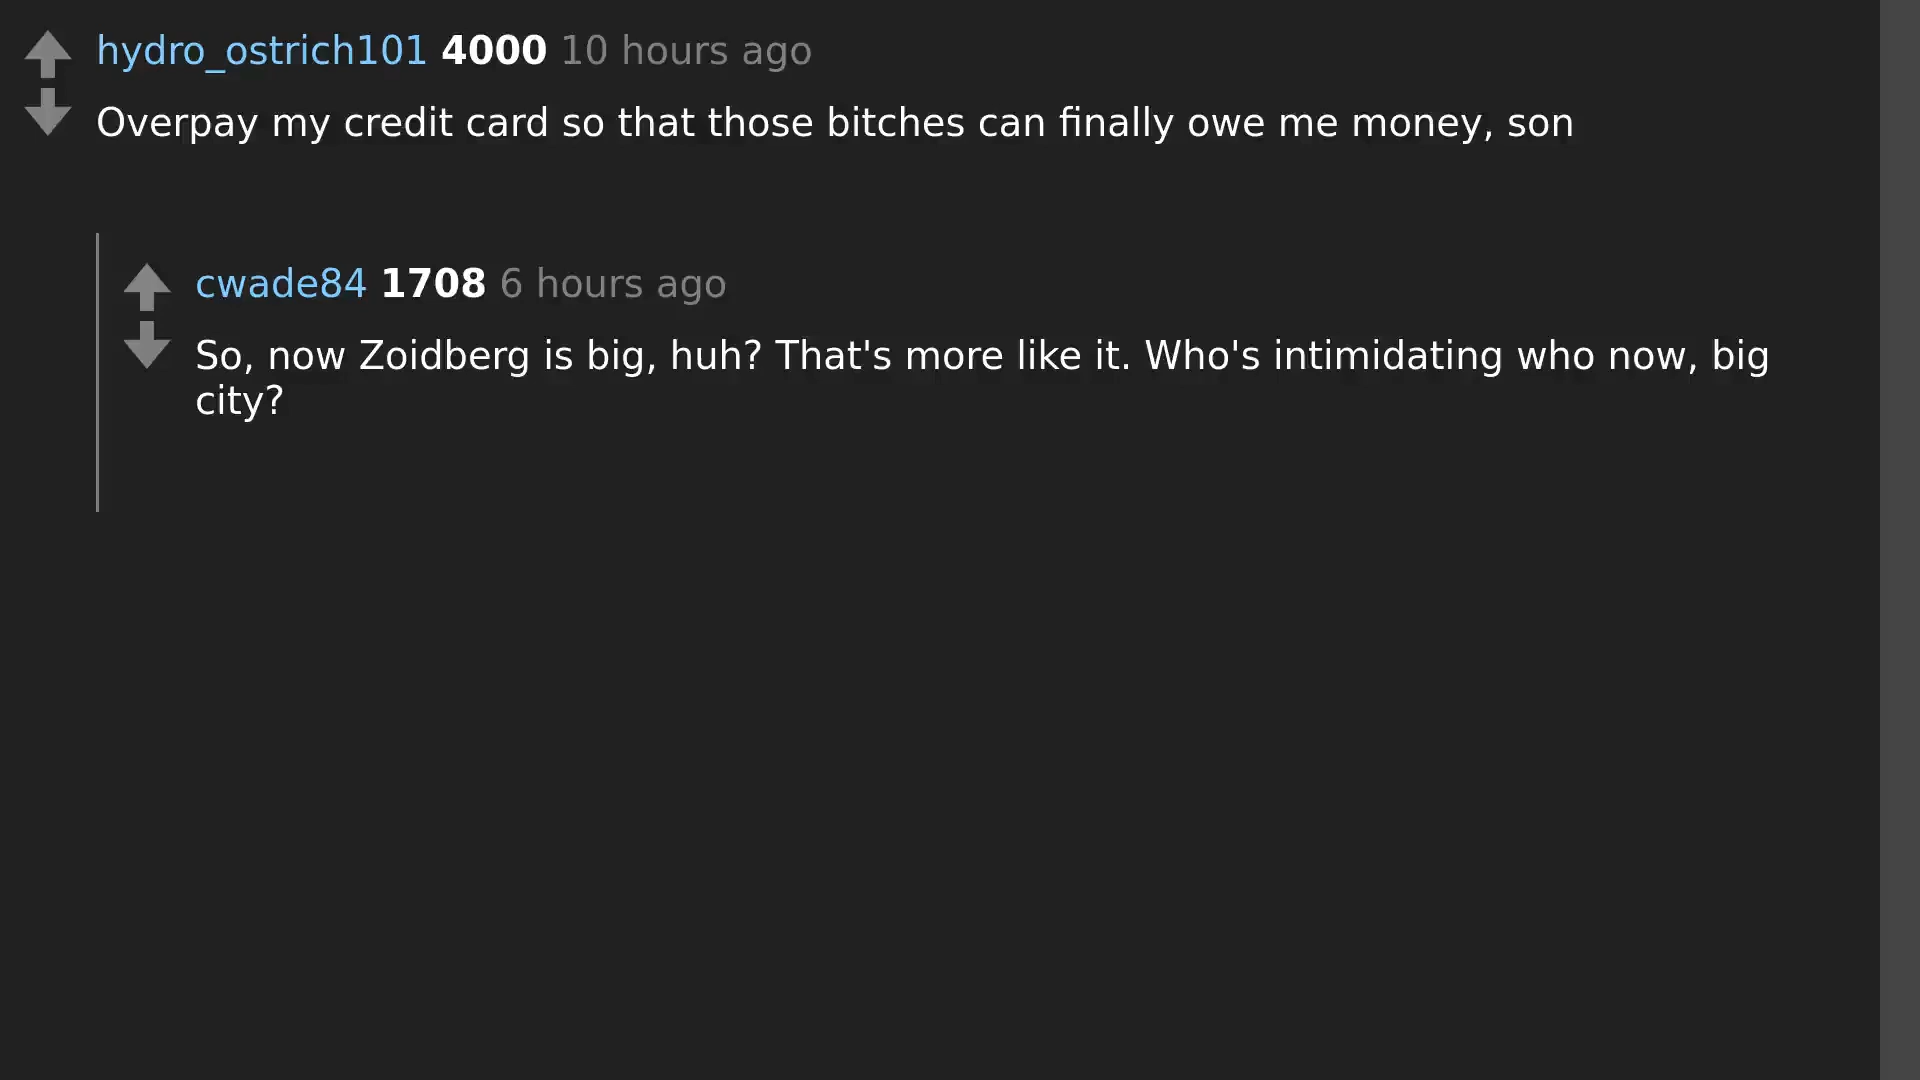 hydro_ostrich101 4000 10 hours ago
Overpay my credit card so that those bitches can finally owe me money, son
cwade84 1708 6 hours ago
So, now Zoidberg is big, huh? That's more like it. Who's intimidating who now, big
city?